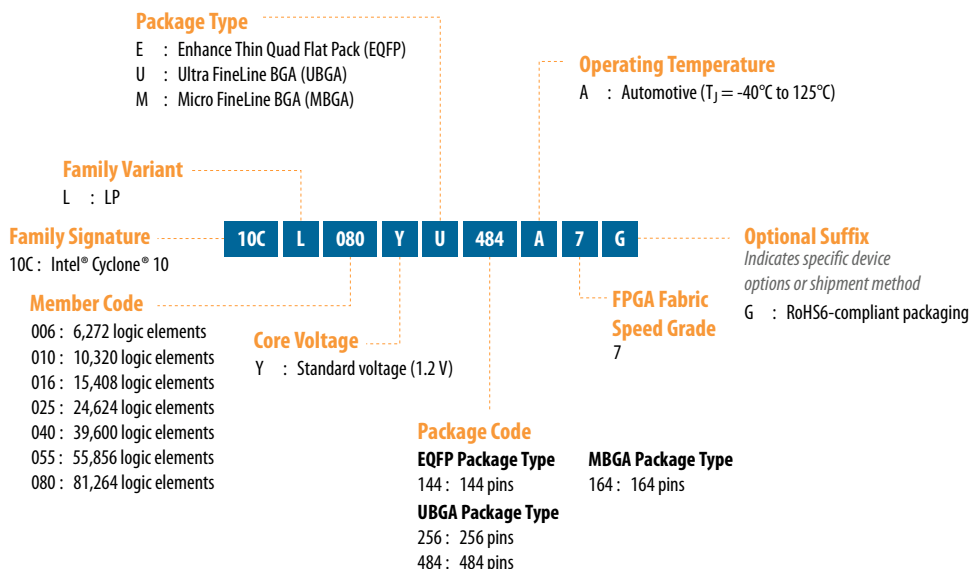 Package Type
E : Enhance Thin Quad Flat Pack (EQFP)
U : Ultra FineLine BGA (UBGA)
M : Micro FineLine BGA (MBGA)
Operating Temperature
A : Automotive (TJ = -40°C to 125°C)
Family Variant
L : LP
Family Signature
10C : Intel® Cyclone® 10
10C L 080 Y U 484 A 7 G
Optional Suffix
Indicates specific device
options or shipment method
G : RoHS6-compliant packaging
Member Code
006 : 6,272 logic elements
010 : 10,320 logic elements
016 : 15,408 logic elements
025 : 24,624 logic elements
040 : 39,600 logic elements
055 : 55,856 logic elements
080 : 81,264 logic elements
Core Voltage
Y : Standard voltage (1.2 V)
FPGA Fabric
Speed Grade
7
Package Code
EQFP Package Type
144 : 144 pins
UBGA Package Type
256 : 256 pins
484 : 484 pins
MBGA Package Type
164 : 164 pins